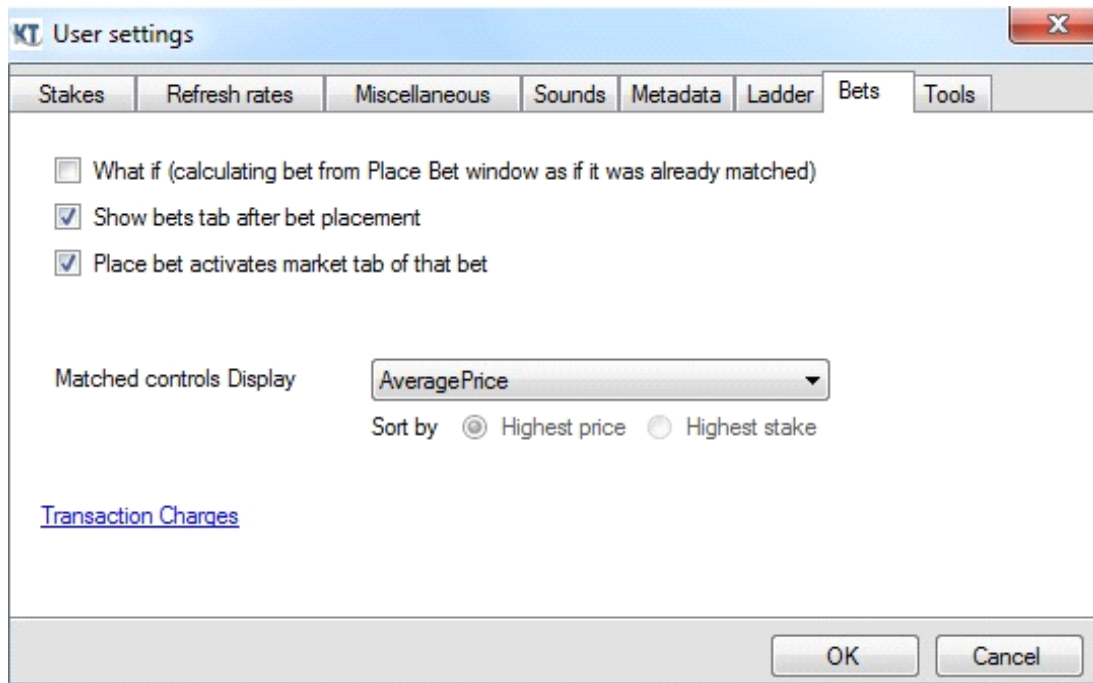 KT User settings
Stakes Refresh rates Miscellaneous Sounds Metadata Ladder Bets Tools
What if (calculating bet from Place Bet window as if it was already matched)
Show bets tab after bet placement
Place bet activates market tab of that bet
Matched controls Display AveragePrice
Sort by Highest price Highest stake
Transaction Charges
OK Cancel